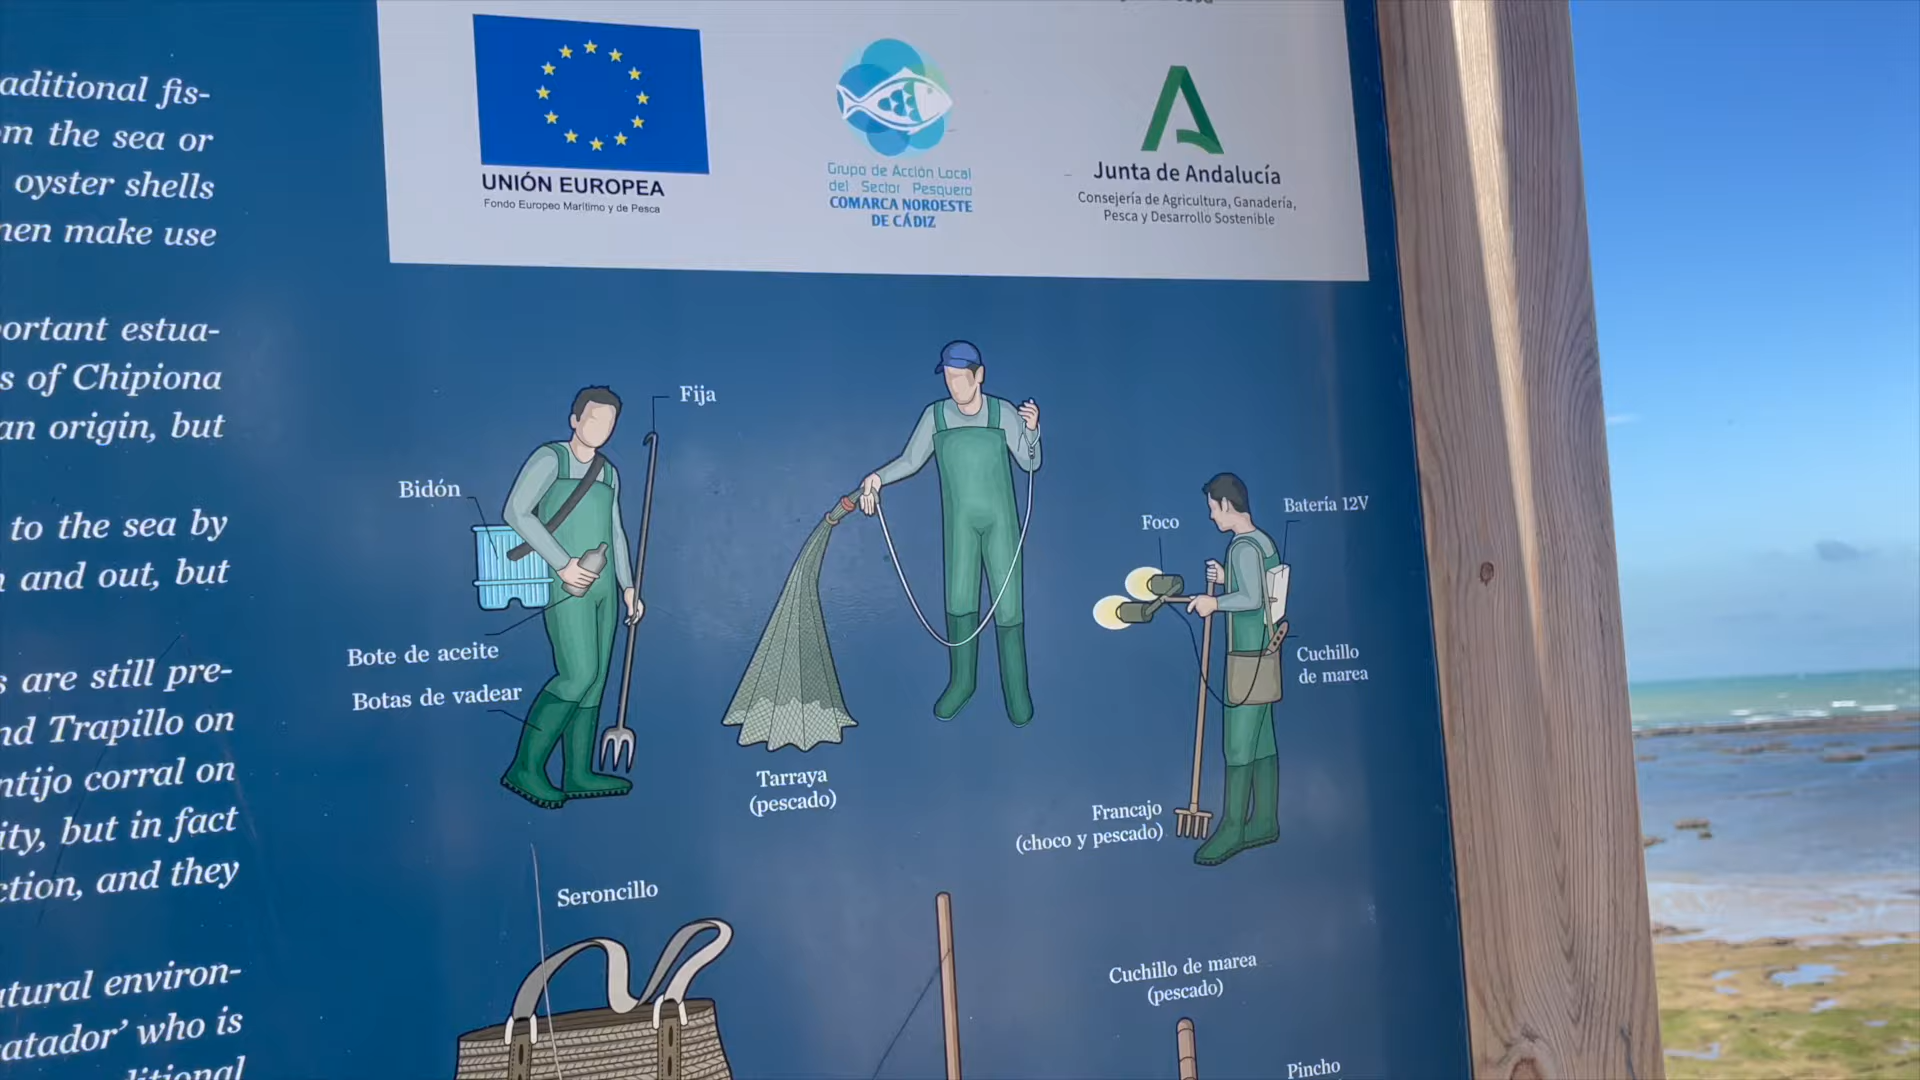 aditional fis-
m the sea or
oyster shells
make use
ortant estua-
s of Chipiona
an origin, but
to the sea by
and out, but
s are still pre-
nd Trapillo on
ntijo corral on
ity, but in fact
ction, and they
atural environ-
atador’ who is
UNIÓN EUROPEA
Fondo Europeo Marítimo y de Pesca
Grupo de Acción Local
del Sector Pesquero
COMARCA NOROESTE
DE CÁDIZ
Junta de Andalucía
Consejería de Agricultura, Ganadería,
Pesca y Desarrollo Sostenible
Fija
Bidón
Bote de aceite
Botas de vadear
Tarraya
(pescado)
Foco
Batería 12V
Cuchillo
de marea
Francajo
(choco y pescado)
Seroncillo
Cuchillo de marea
(pescado)
Pincho